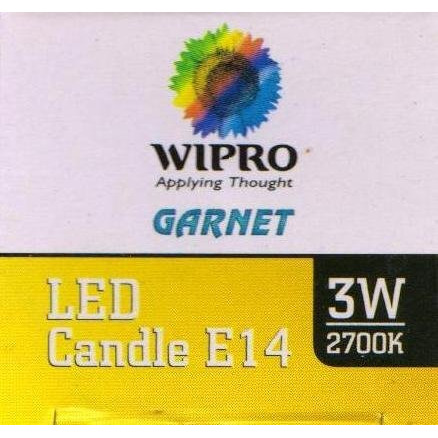 WIPRO
Applying Thought
GARNET
LED
Candle E14
3W
2700K